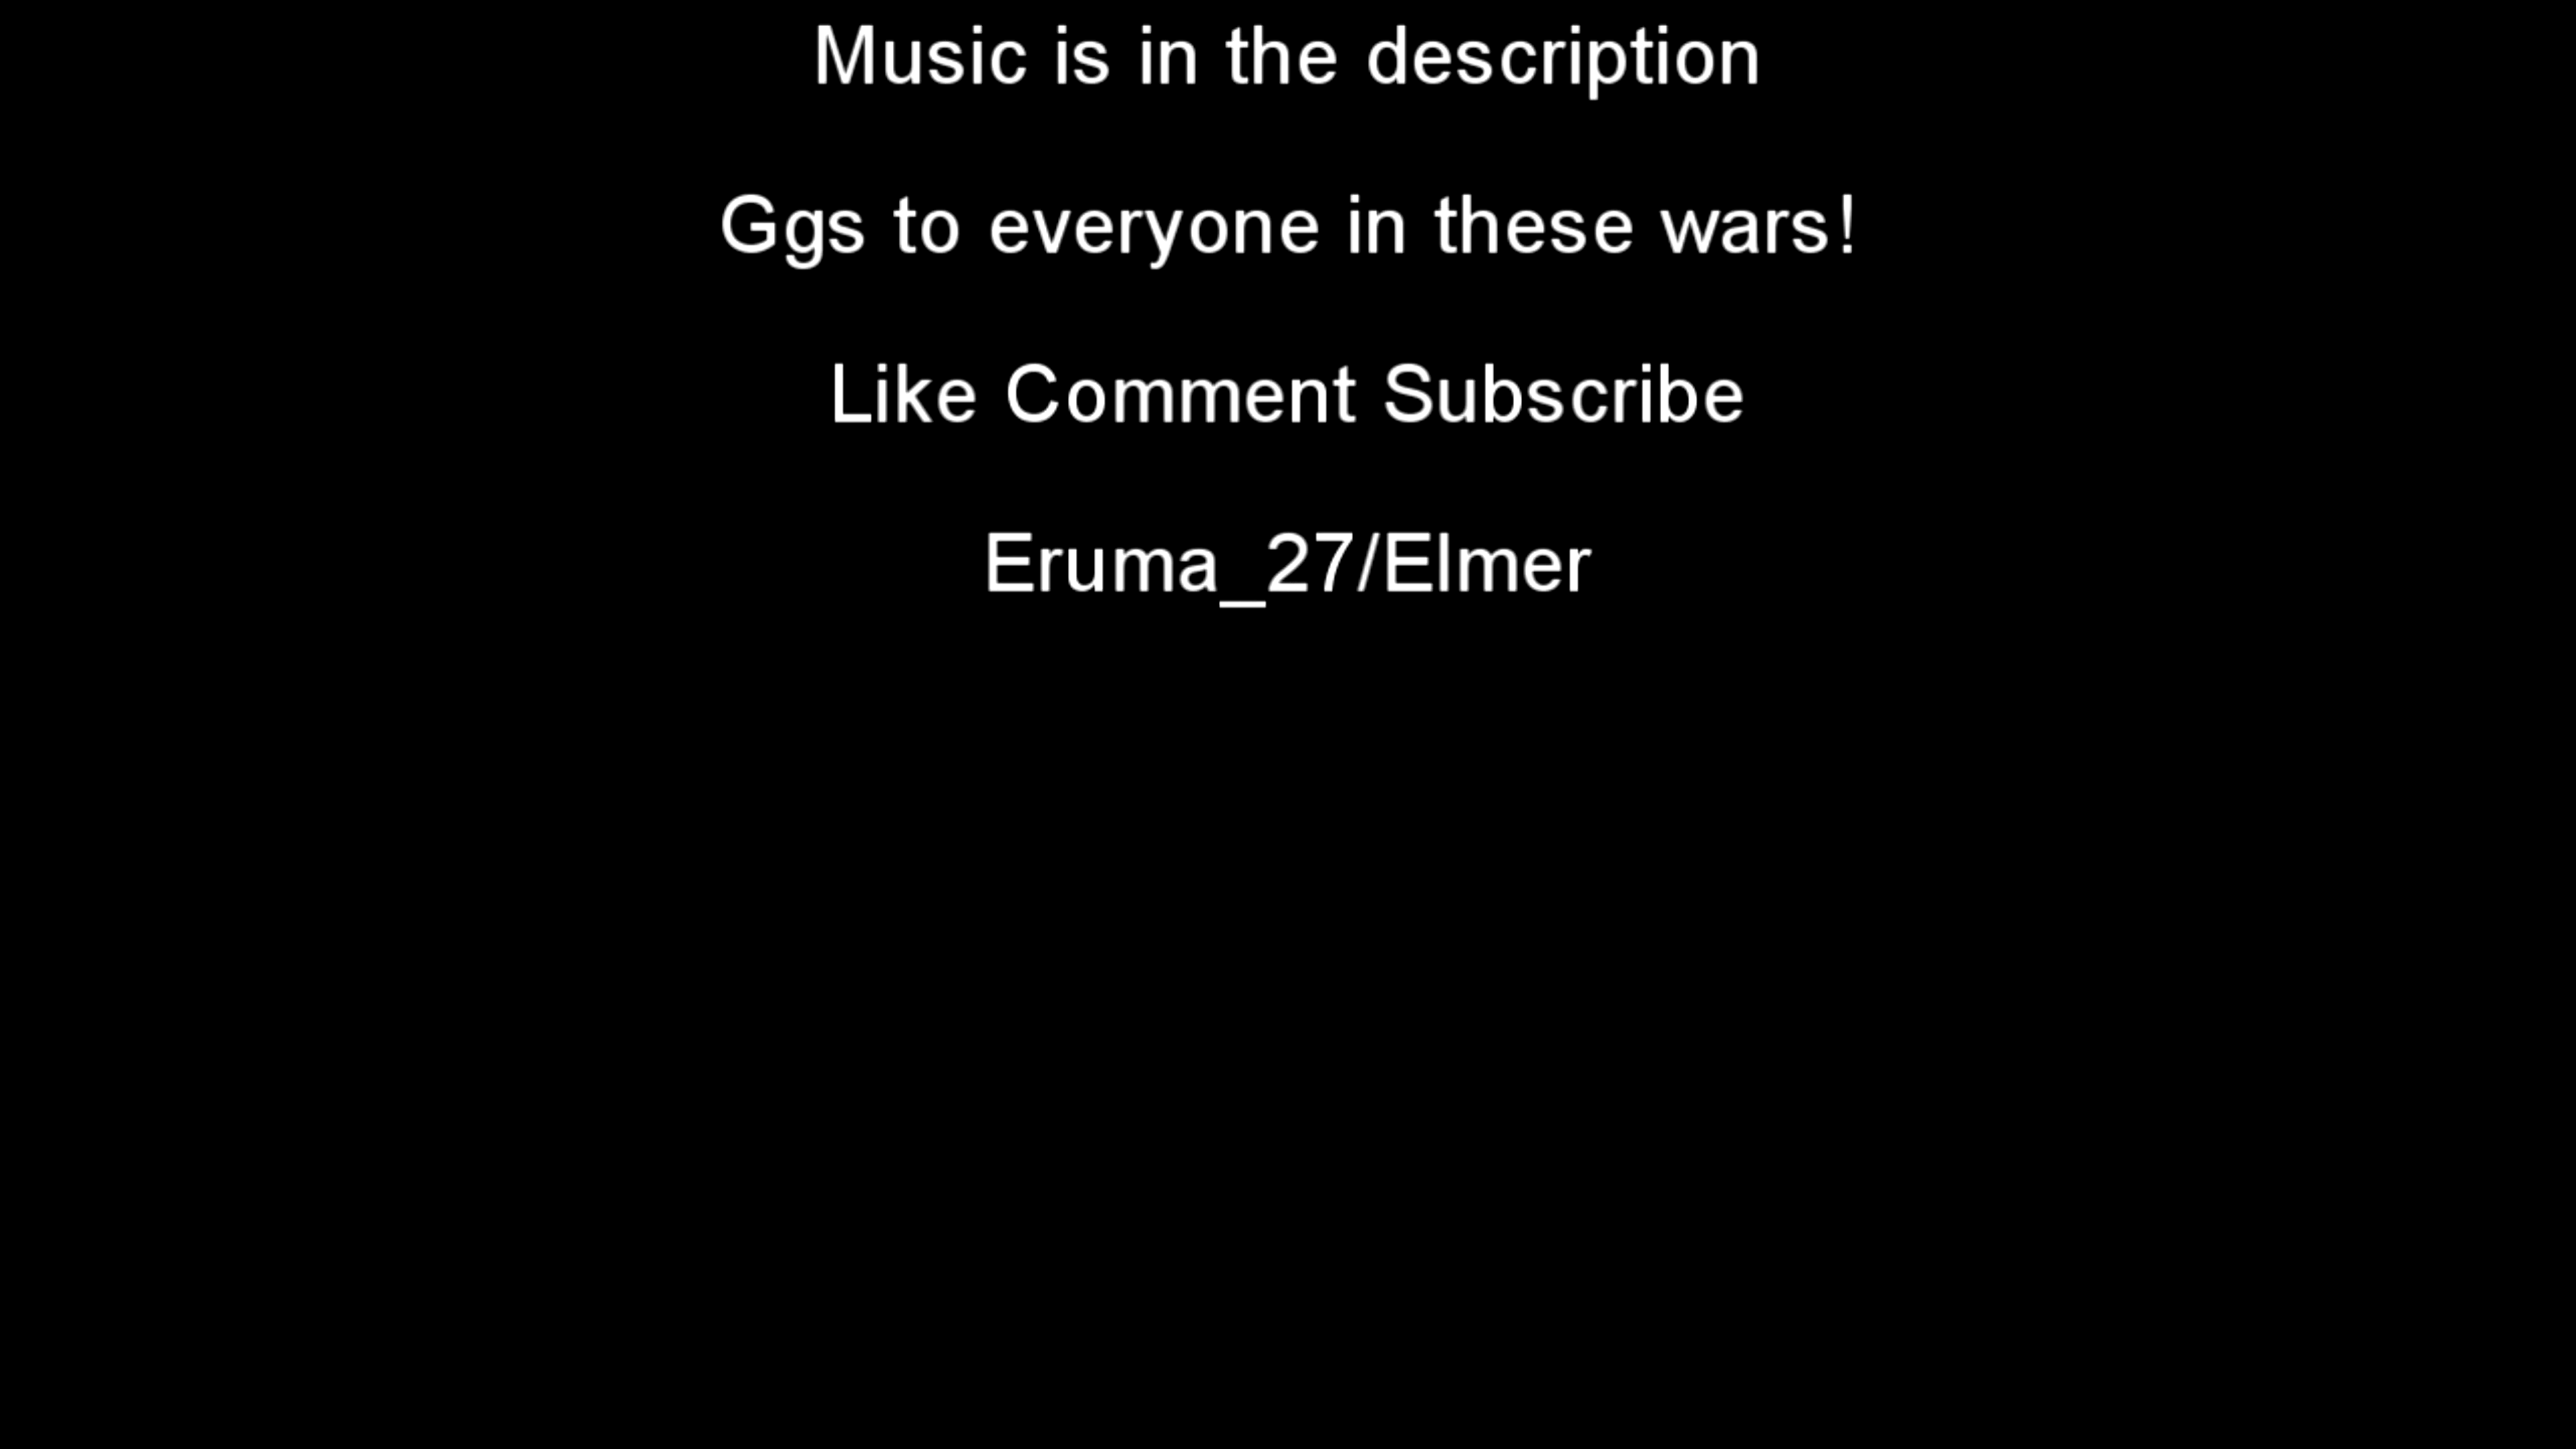 Music is in the description
Ggs to everyone in these wars!
Like Comment Subscribe
Eruma_27/Elmer